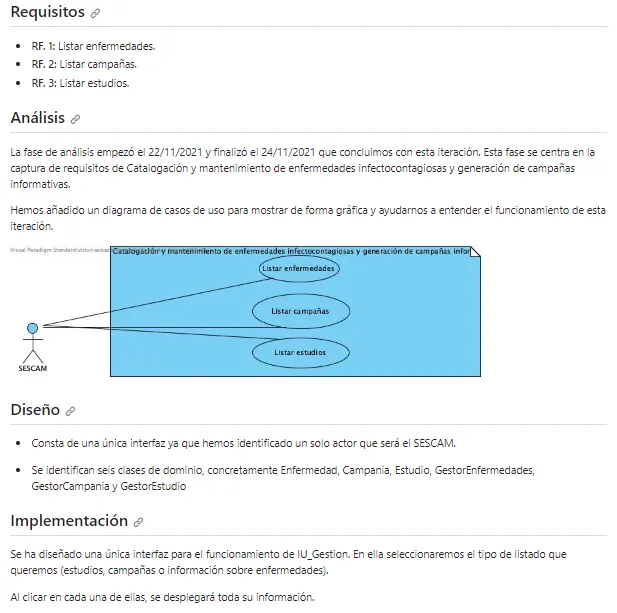 Requisitos
RF. 1: Listar enfermedades.
RF. 2: Listar campañas.
RF. 3: Listar estudios.
Análisis
La fase de análisis empezó el 22/11/2021 y finalizó el 24/11/2021 que concluimos con esta iteración. Esta fase se centra en la
captura de requisitos de Catalogación y mantenimiento de enfermedades infectocontagiosas y generación de campañas
informativas.
Hemos añadido un diagrama de casos de uso para mostrar de forma gráfica y ayudarnos a entender el funcionamiento de esta
iteración.
Visual Paradigm Standard
Catalogación y mantenimiento de enfermedades infectocontagiosas y generación de campañas infor
Listar enfermedades
Listar campañas
Listar estudios
SESCAM
Diseño
Consta de una única interfaz ya que hemos identificado un solo actor que será el SESCAM.
Se identifican seis clases de dominio, concretamente Enfermedad, Campania, Estudio, GestorEnfermedades,
GestorCampania y GestorEstudio
Implementación
Se ha diseñado una única interfaz para el funcionamiento de IU_Gestion. En ella seleccionaremos el tipo de listado que
queremos (estudios, campañas o información sobre enfermedades).
Al clicar en cada una de ellas, se desplegará toda su información.